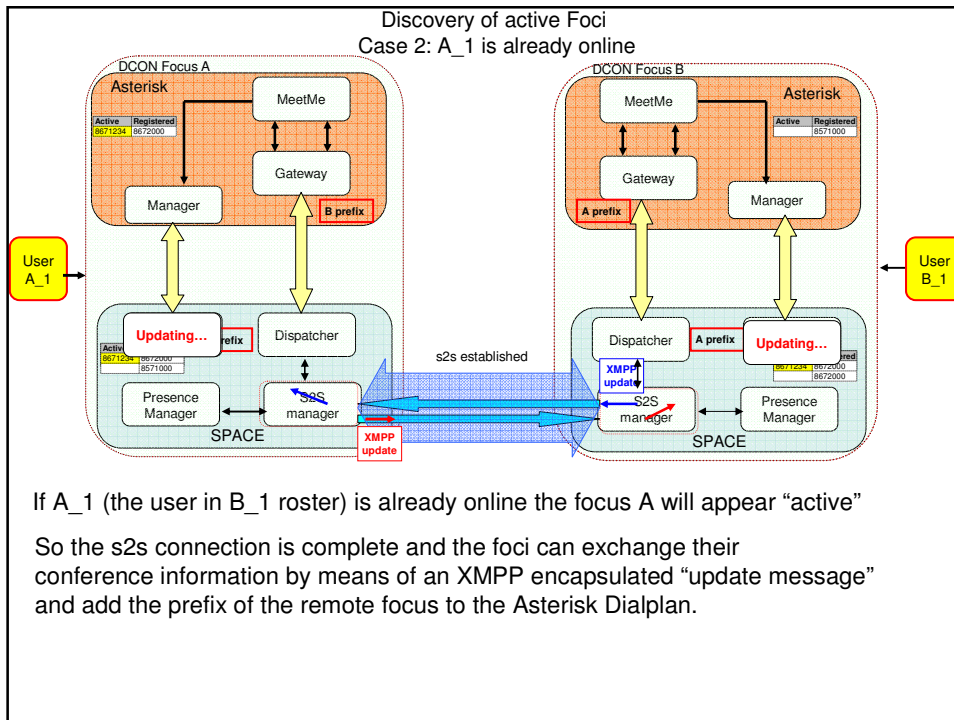 Discovery of active Foci
Case 2: A_1 is already online
DCON Focus A
Asterisk
MeetMe
Active Registered
8671234 8672000
Gateway
Manager
B prefix
User
A_1
Updating…
refix
Dispatcher
Active
8671234 8672000
8571000
Presence
Manager
S2S
manager
SPACE
XMPP
update
s2s established
DCON Focus B
MeetMe
Asterisk
Active Registered
8571000
Gateway
Manager
A prefix
User
B_1
Dispatcher
A prefix
Updating…
XMPP
update
8671234 8672000
8672000
S2S
manager
Presence
Manager
SPACE
If A_1 (the user in B_1 roster) is already online the focus A will appear “active”
So the s2s connection is complete and the foci can exchange their
conference information by means of an XMPP encapsulated “update message”
and add the prefix of the remote focus to the Asterisk Dialplan.